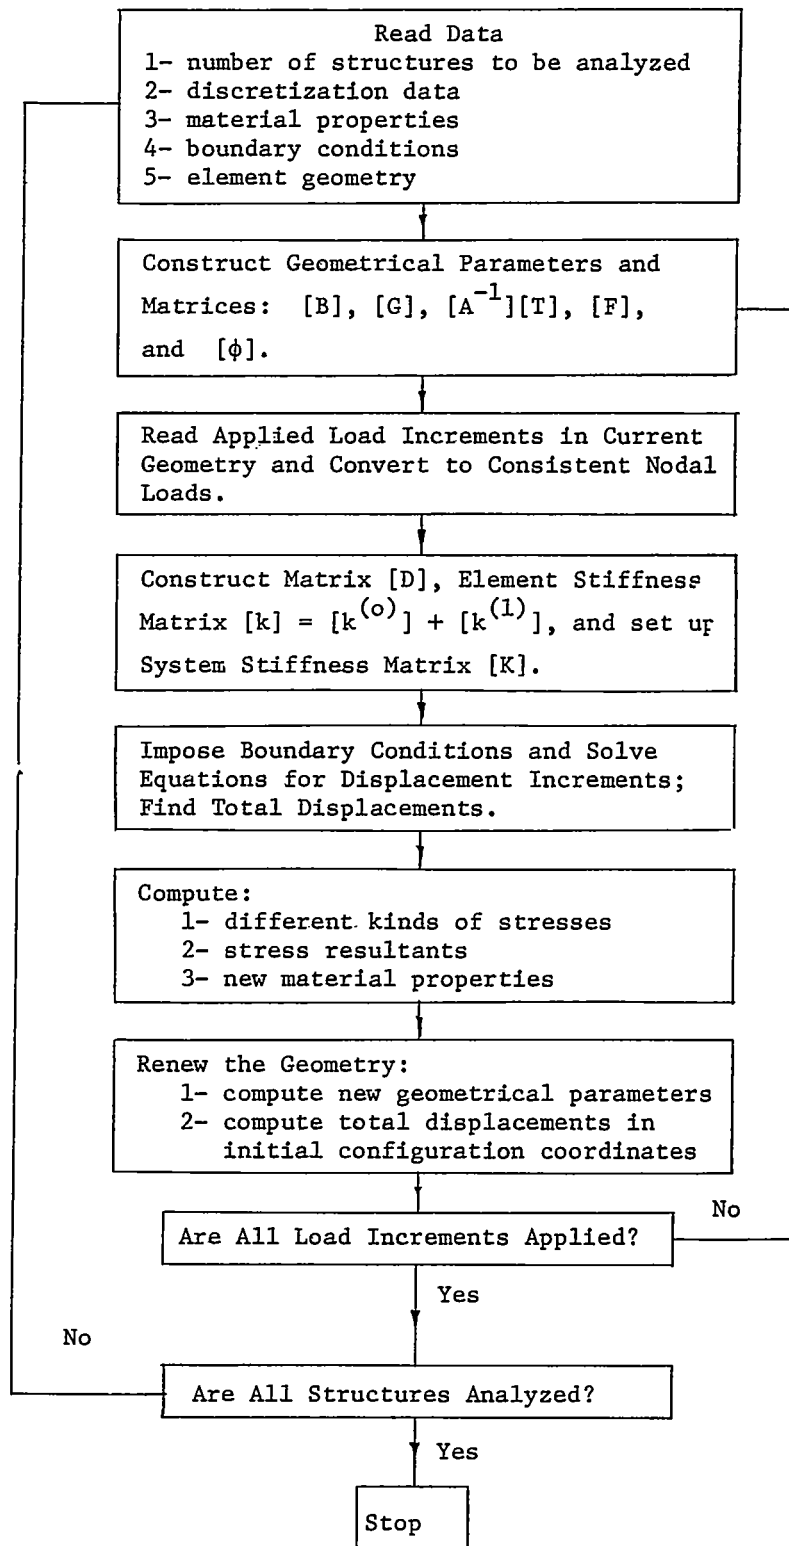 Read Data
1- number of structures to be analyzed
2- discretization data
3- material properties
4- boundary conditions
5- element geometry
Construct Geometrical Parameters and
Matrices: [B], [G], [A⁻¹][T], [F],
and [ϕ].
Read Applied Load Increments in Current
Geometry and Convert to Consistent Nodal
Loads.
Construct Matrix [D], Element Stiffness
Matrix [k] = [k⁽ᵒ⁾] + [k⁽¹⁾], and set up
System Stiffness Matrix [K].
Impose Boundary Conditions and Solve
Equations for Displacement Increments;
Find Total Displacements.
Compute:
1- different kinds of stresses
2- stress resultants
3- new material properties
Renew the Geometry:
1- compute new geometrical parameters
2- compute total displacements in
initial configuration coordinates
No
Are All Load Increments Applied?
Yes
No
Are All Structures Analyzed?
Yes
Stop